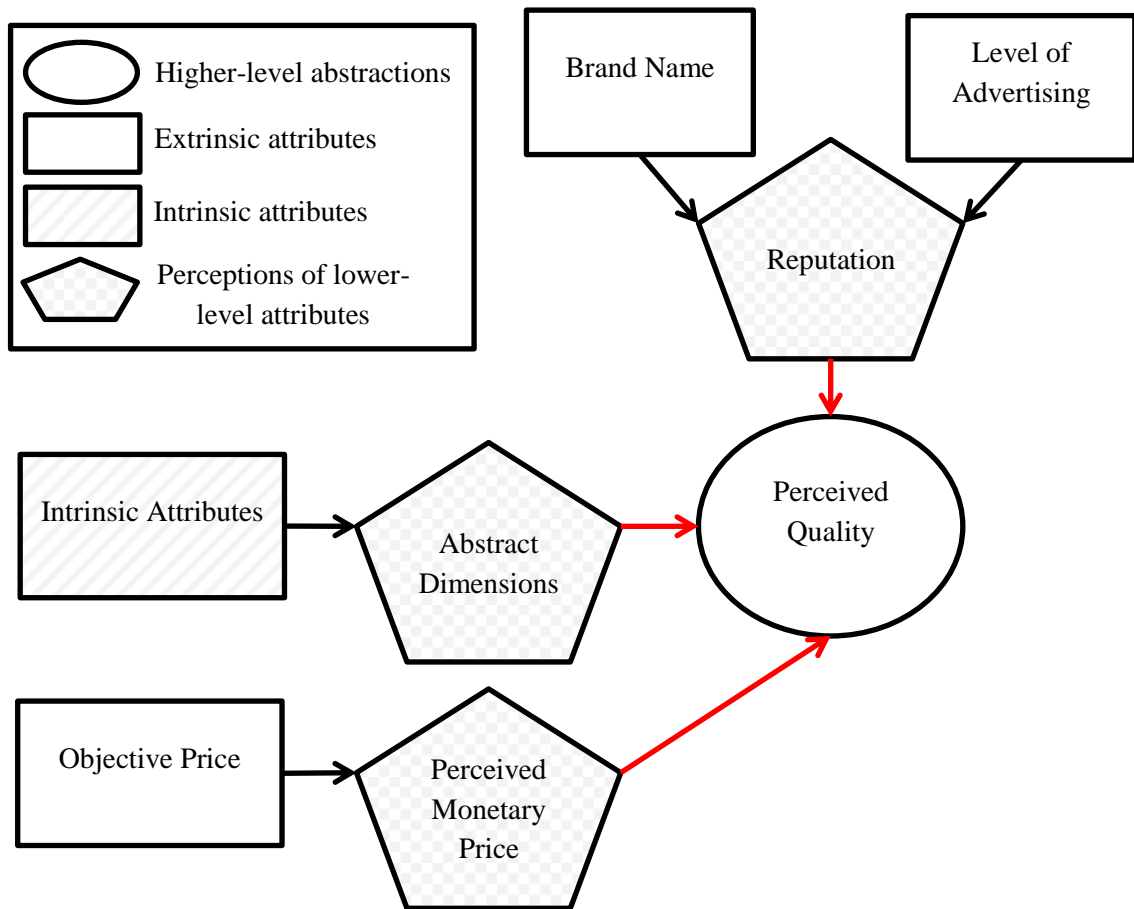 Higher-level abstractions
Extrinsic attributes
Intrinsic attributes
Perceptions of lower-
level attributes
Brand Name
Level of
Advertising
Reputation
Intrinsic Attributes
Abstract
Dimensions
Perceived
Quality
Objective Price
Perceived
Monetary
Price